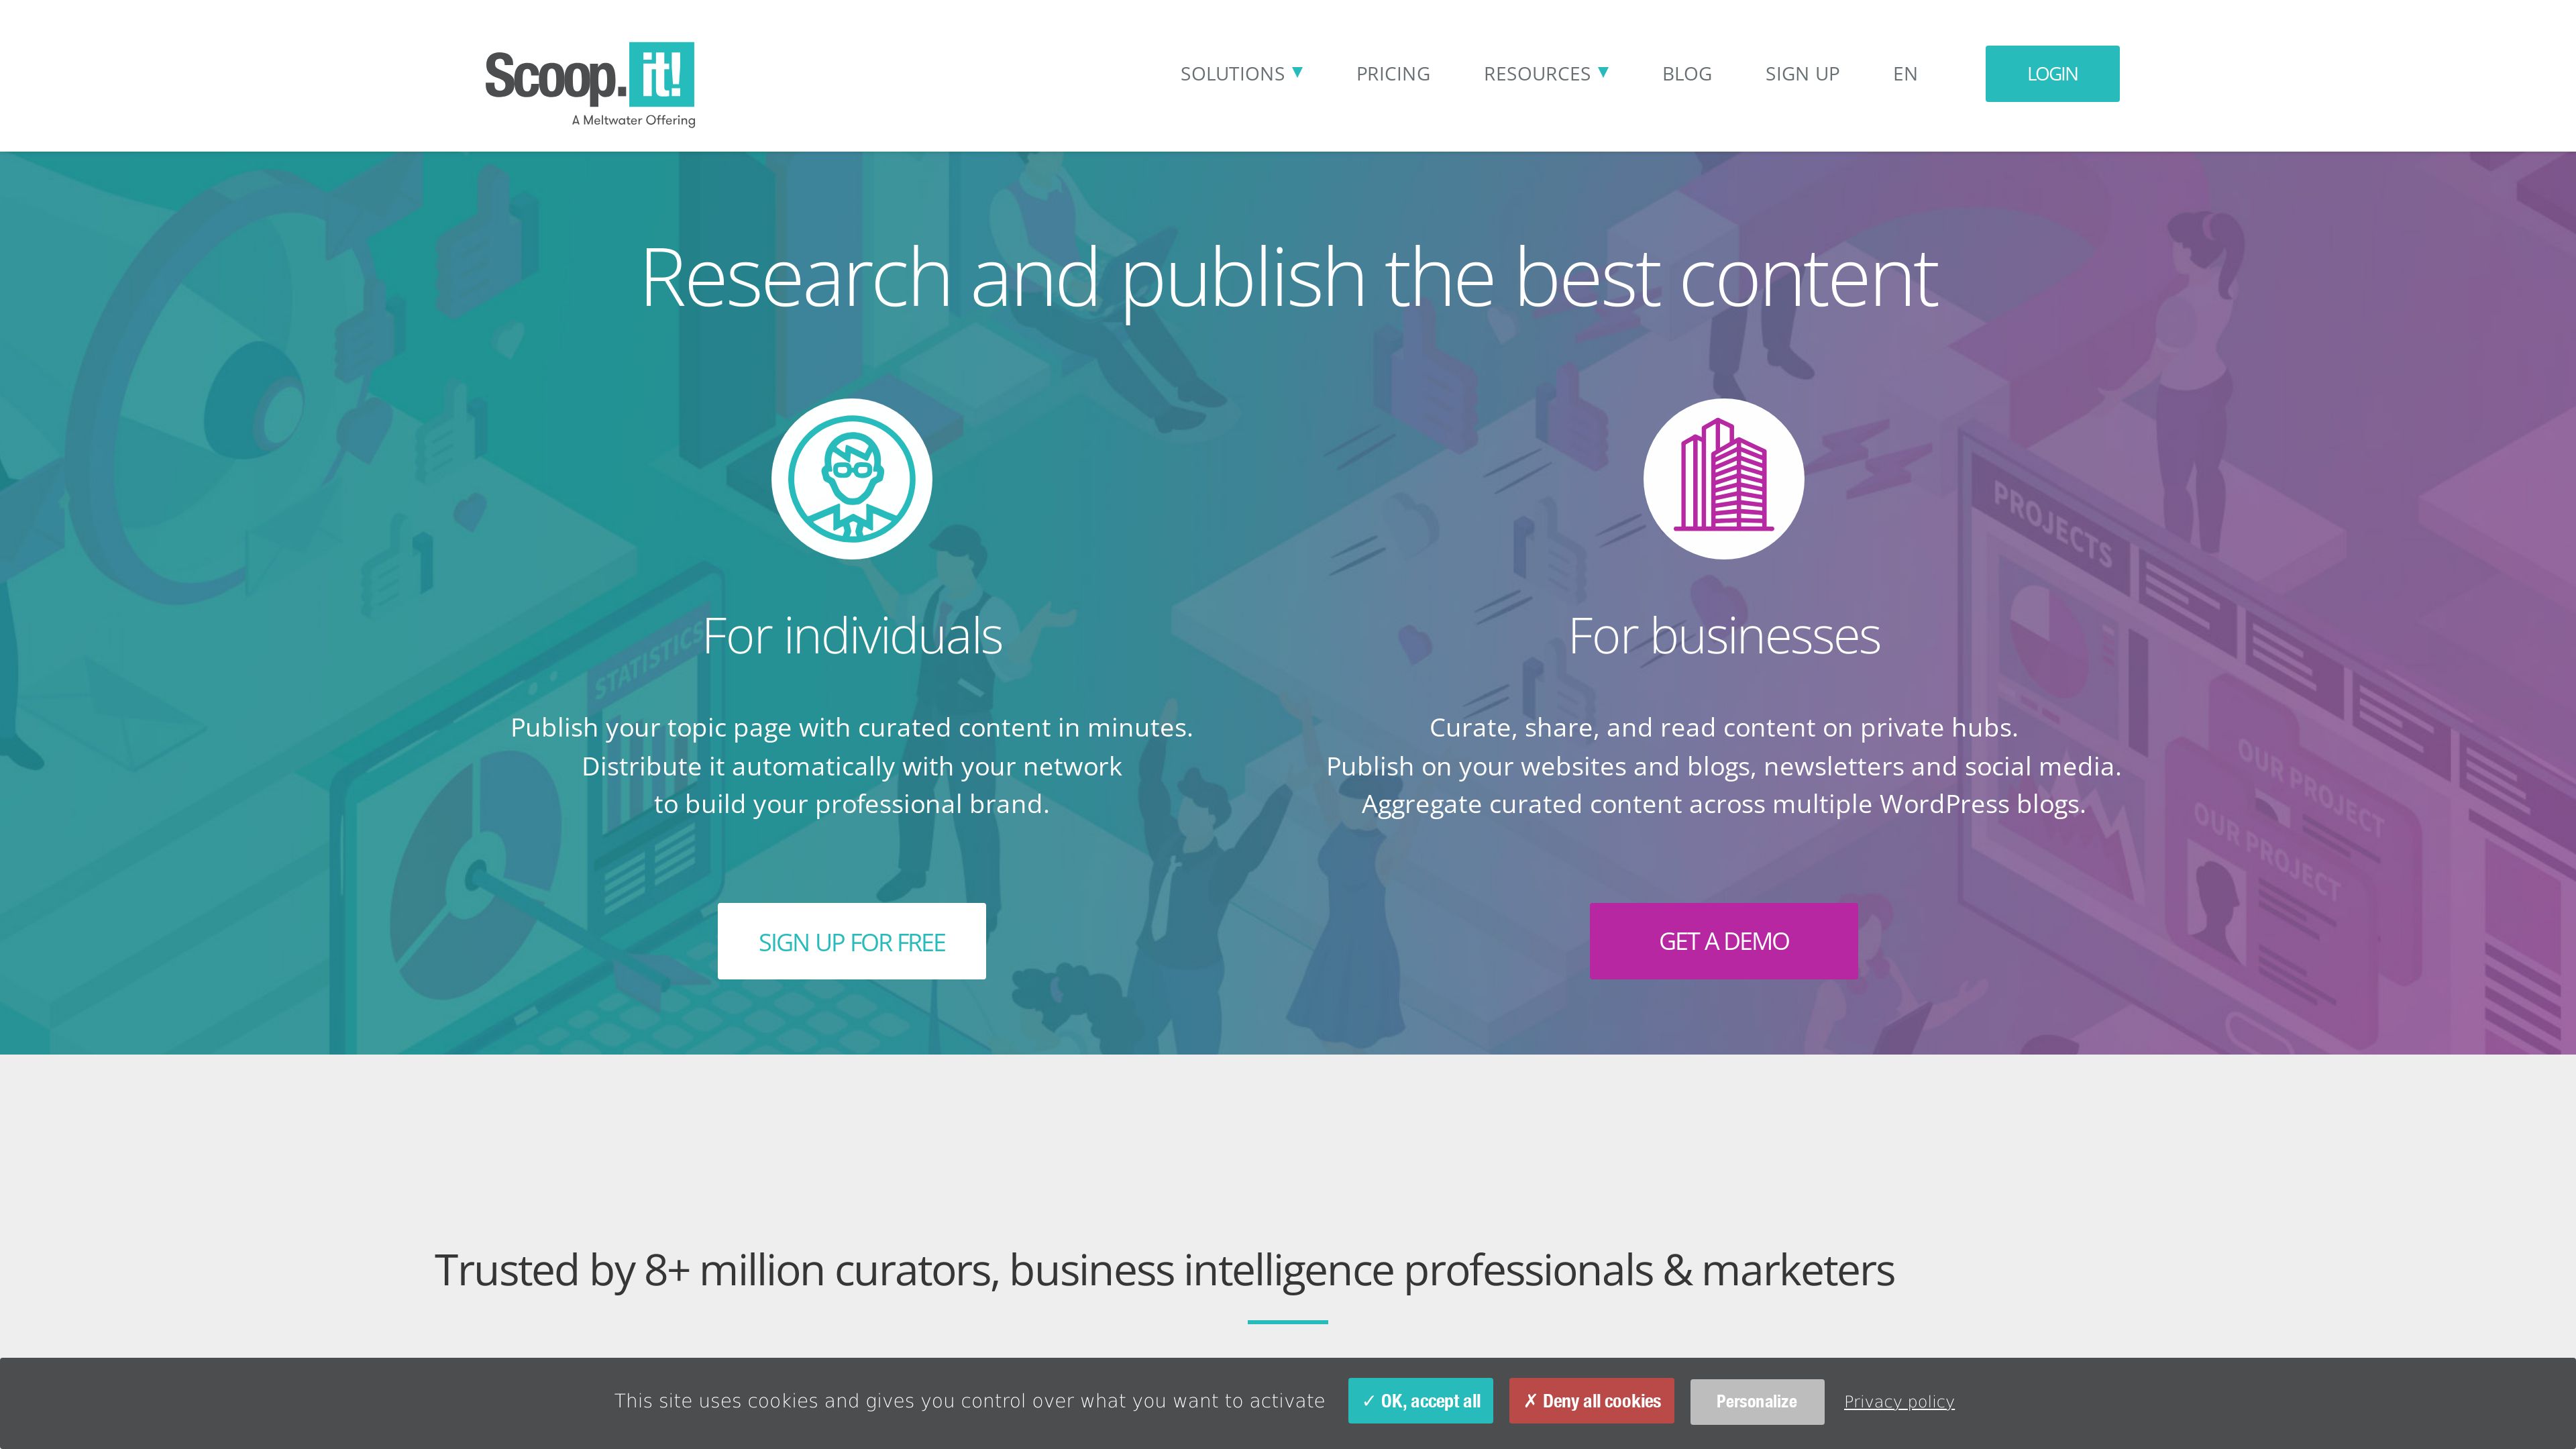 Scoop.it!
A Meltwater Offering
SOLUTIONS ▼ PRICING RESOURCES ▼ BLOG SIGN UP EN LOGIN
Research and publish the best content
For individuals
Publish your topic page with curated content in minutes.
Distribute it automatically with your network
to build your professional brand.
SIGN UP FOR FREE
For businesses
Curate, share, and read content on private hubs.
Publish on your websites and blogs, newsletters and social media.
Aggregate curated content across multiple WordPress blogs.
GET A DEMO
STATISTICS
PROJECTS
OUR PROJECT
OUR PROJECT
Trusted by 8+ million curators, business intelligence professionals & marketers
This site uses cookies and gives you control over what you want to activate ✓ OK, accept all ✗ Deny all cookies Personalize Privacy policy